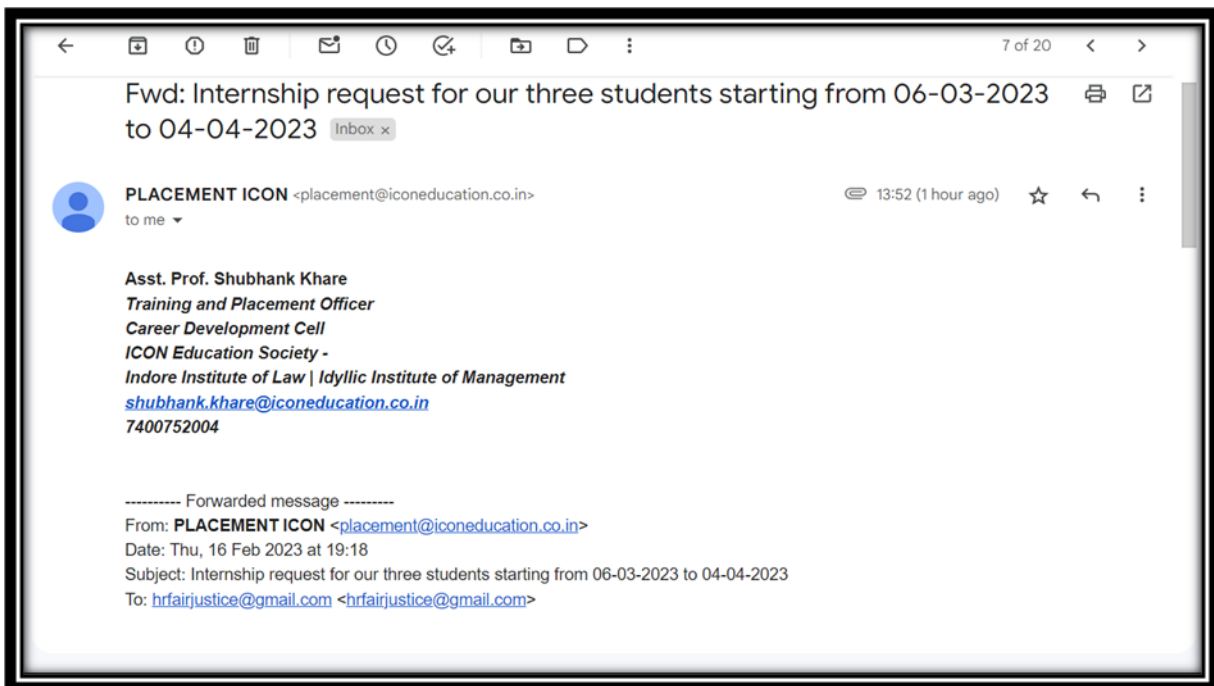 7 of 20
Fwd: Internship request for our three students starting from 06-03-2023
to 04-04-2023 Inbox x
PLACEMENT ICON <placement@iconeducation.co.in> 13:52 (1 hour ago)
to me
Asst. Prof. Shubhank Khare
Training and Placement Officer
Career Development Cell
ICON Education Society -
Indore Institute of Law | Idyllic Institute of Management
shubhank.khare@iconeducation.co.in
7400752004
---------- Forwarded message ---------
From: PLACEMENT ICON <placement@iconeducation.co.in>
Date: Thu, 16 Feb 2023 at 19:18
Subject: Internship request for our three students starting from 06-03-2023 to 04-04-2023
To: hrfairjustice@gmail.com <hrfairjustice@gmail.com>